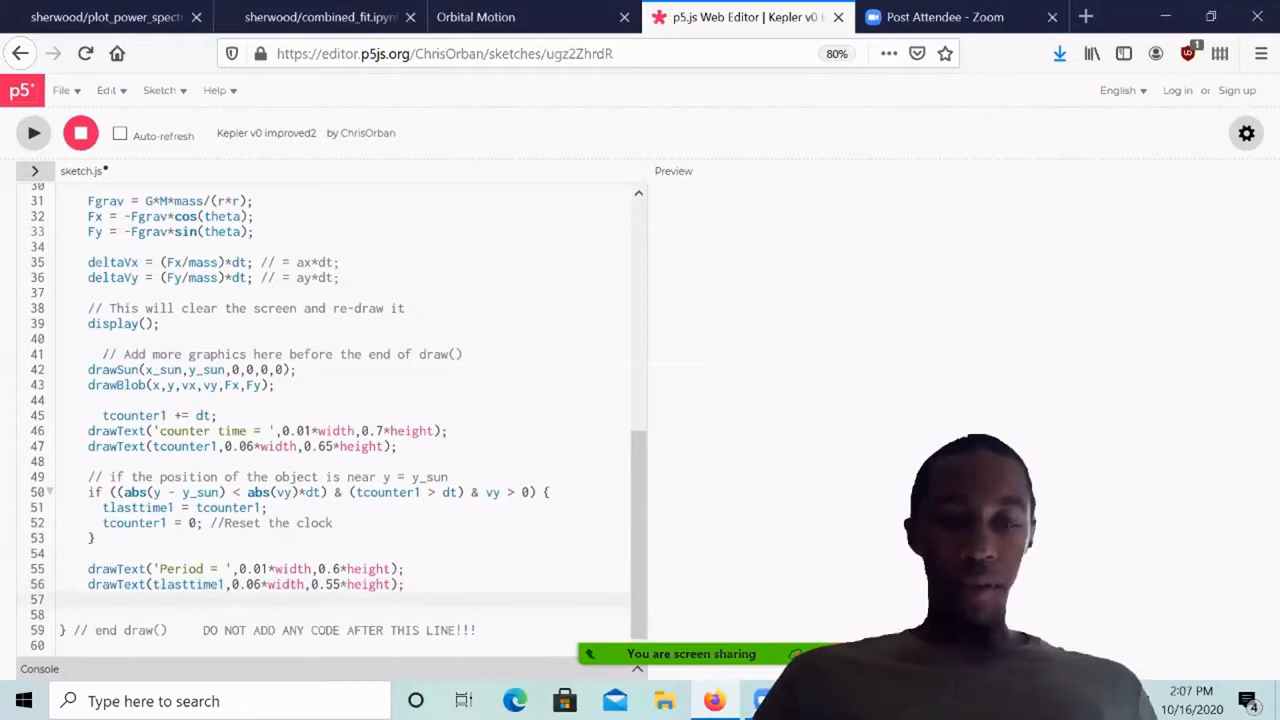 sherwood/plot_power_spectr
sherwood/combined_fit.ipyn
Orbital Motion
p5.js Web Editor | Kepler v0 i
Post Attendee - Zoom
https://editor.p5js.org/ChrisOrban/sketches/ugz2ZhrdR
80%
1
p5*
File
Edit
Sketch
Help
English
Log in or Sign up
Auto-refresh
Kepler v0 improved2 by ChrisOrban
sketch.js
Preview
30
31 Fgrav = G*M*mass/(r*r);
32 Fx = -Fgrav*cos(theta);
33 Fy = -Fgrav*sin(theta);
34
35 deltaVx = (Fx/mass)*dt; // = ax*dt;
36 deltaVy = (Fy/mass)*dt; // = ay*dt;
37
38 // This will clear the screen and re-draw it
39 display();
40
41 // Add more graphics here before the end of draw()
42 drawSun(x_sun,y_sun,0,0,0,0);
43 drawBlob(x,y,vx,vy,Fx,Fy);
44
45 tcounter1 += dt;
46 drawText('counter time = ',0.01*width,0.7*height);
47 drawText(tcounter1,0.06*width,0.65*height);
48
49 // if the position of the object is near y = y_sun
50 if ((abs(y - y_sun) < abs(vy)*dt) & (tcounter1 > dt) & vy > 0) {
51 tlasttime1 = tcounter1;
52 tcounter1 = 0; //Reset the clock
53 }
54
55 drawText('Period = ',0.01*width,0.6*height);
56 drawText(tlasttime1,0.06*width,0.55*height);
57
58
59 } // end draw() DO NOT ADD ANY CODE AFTER THIS LINE!!!
60
You are screen sharing
Console
Type here to search
2:07 PM
10/16/2020
4